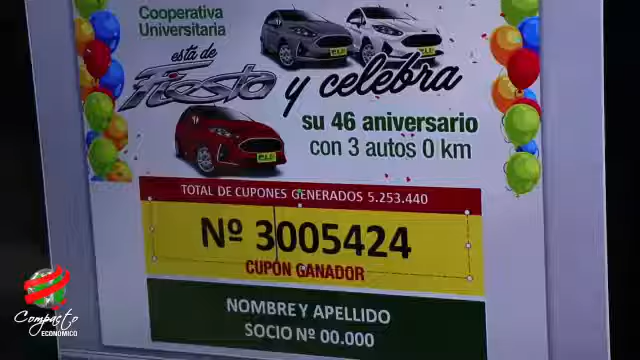 Cooperativa
Universitaria
está de
Fiesta y celebra
su 46 aniversario
con 3 autos 0 km
TOTAL DE CUPONES GENERADOS 5.253.440
Nº 3005424
CUPÓN GANADOR
NOMBRE Y APELLIDO
SOCIO Nº 00.000
Compacto
ECONÓMICO